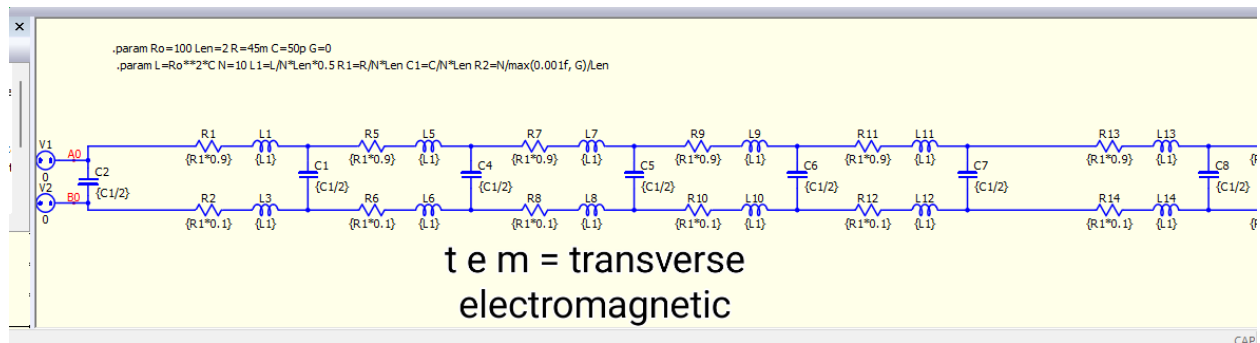 .param Ro=100 Len=2 R=45m C=50p G=0
.param L=Ro**2*C N=10 L1=L/N*Len*0.5 R1=R/N*Len C1=C/N*Len R2=N/max(0.001f, G)/Len
V1 R1 L1 R5 L5 R7 L7 R9 L9 R11 L11 R13 L13
A0 {R1*0.9} {L1} {R1*0.9} {L1} {R1*0.9} {L1} {R1*0.9} {L1} {R1*0.9} {L1} {R1*0.9} {L1}
0 C2 C1 C4 C5 C6 C7 C8
V2 {C1/2} {C1/2} {C1/2} {C1/2} {C1/2} {C1/2} {C1/2}
B0 R2 L3 R6 L6 R8 L8 R10 L10 R12 L12 R14 L14
0 {R1*0.1} {L1} {R1*0.1} {L1} {R1*0.1} {L1} {R1*0.1} {L1} {R1*0.1} {L1} {R1*0.1} {L1}
t e m = transverse
electromagnetic
CAP